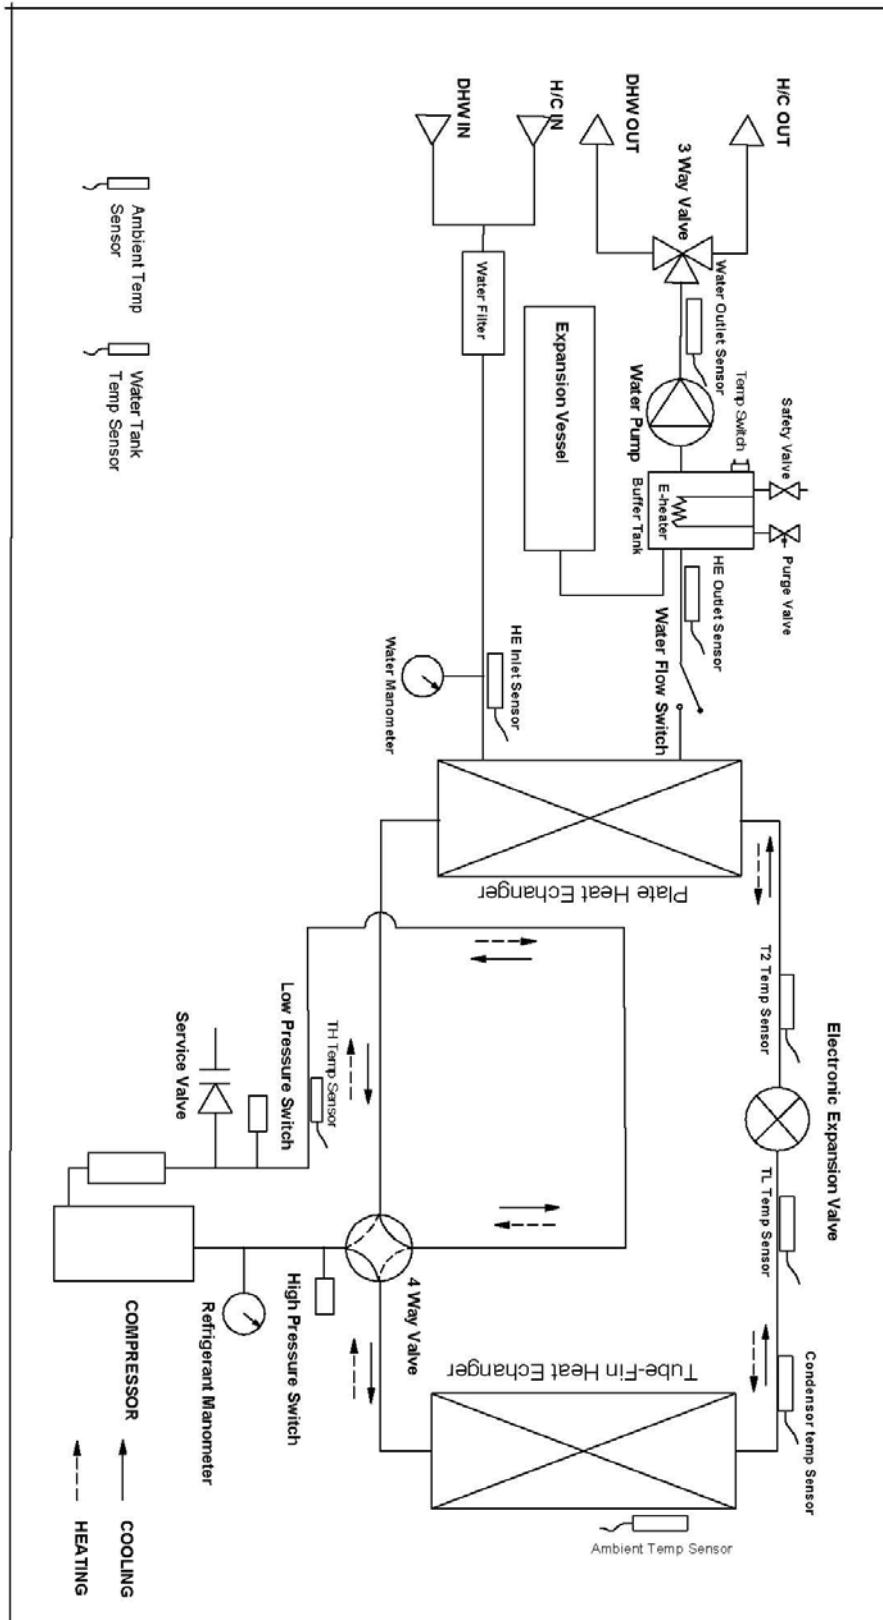 H/C OUT
DHW OUT
H/C IN
DHW IN
3 Way Valve
Water Outlet Sensor
Water Filter
Expansion Vessel
Water Pump
Temp Switch
Safety Valve
Purge Valve
E-heater
Buffer Tank
HE Outlet Sensor
Water Flow Switch
HE Inlet Sensor
Water Manometer
Ambient Temp
Sensor
Water Tank
Temp Sensor
Plate Heat Echanger
T2 Temp Sensor
Electronic Expansion Valve
TL Temp Sensor
Condensor temp Sensor
Tube-Fin Heat Echanger
Ambient Temp Sensor
4 Way Valve
TH Temp Sensor
Low Pressure Switch
Service Valve
High Pressure Switch
Refrigerant Manometer
COMPRESSOR
COOLING
HEATING